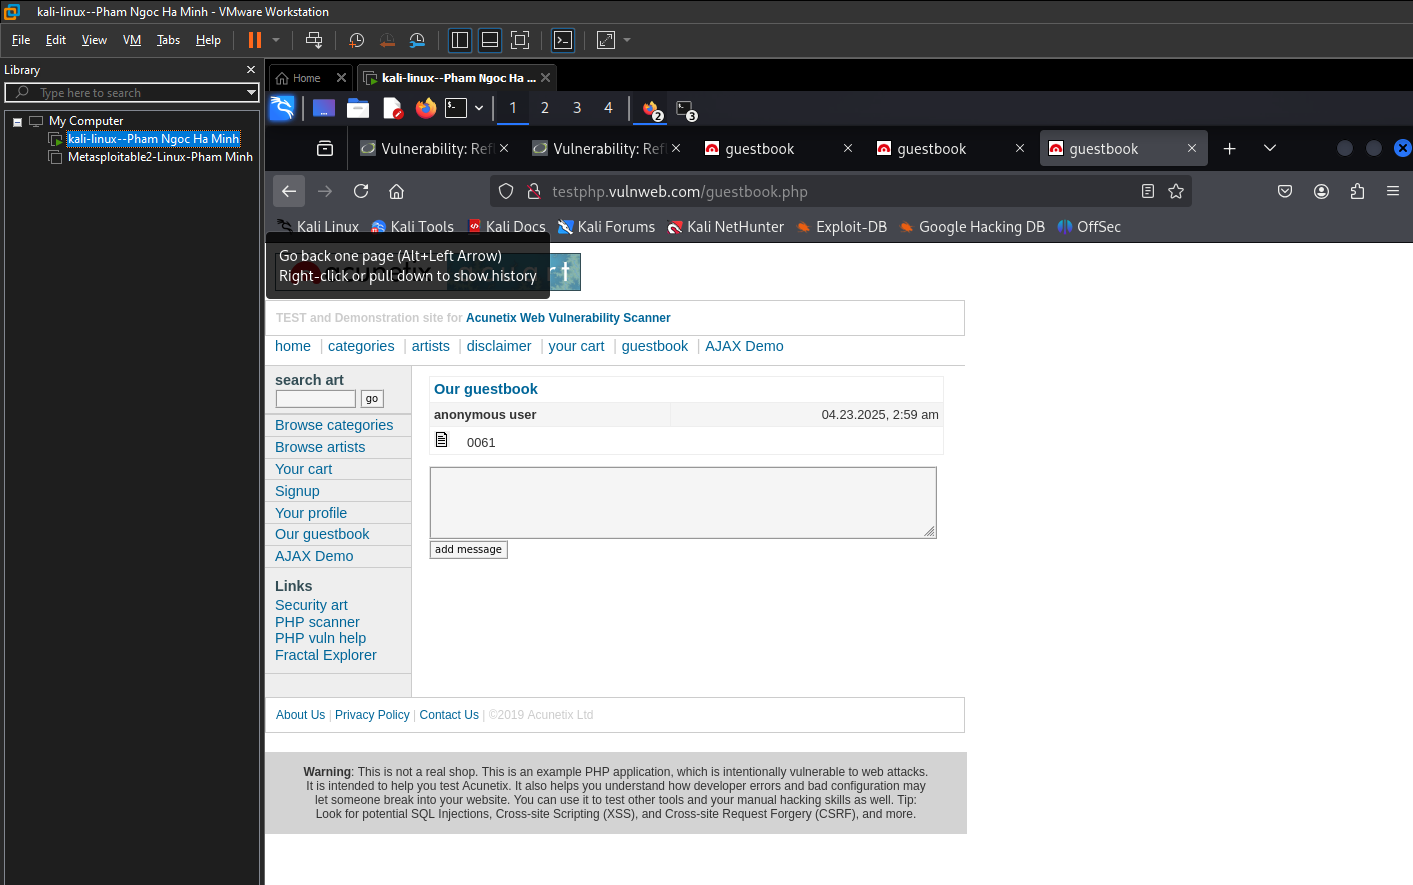 kali-linux--Pham Ngoc Ha Minh - VMware Workstation
File Edit View VM Tabs Help
Library
Type here to search
My Computer
kali-linux--Pham Ngoc Ha Minh
Metasploitable2-Linux-Pham Minh
Home
kali-linux--Pham Ngoc Ha ...
1 2 3 4 2 3
Vulnerability: Ref Vulnerability: Ref guestbook guestbook guestbook
testphp.vulnweb.com/guestbook.php
Kali Linux Kali Tools Kali Docs Kali Forums Kali NetHunter Exploit-DB Google Hacking DB OffSec
Go back one page (Alt+Left Arrow)
Right-click or pull down to show history
TEST and Demonstration site for Acunetix Web Vulnerability Scanner
home | categories | artists | disclaimer | your cart | guestbook | AJAX Demo
search art
go
Browse categories
Browse artists
Your cart
Signup
Your profile
Our guestbook
AJAX Demo
Links
Security art
PHP scanner
PHP vuln help
Fractal Explorer
Our guestbook
anonymous user 04.23.2025, 2:59 am
0061
add message
About Us | Privacy Policy | Contact Us | ©2019 Acunetix Ltd
Warning: This is not a real shop. This is an example PHP application, which is intentionally vulnerable to web attacks.
It is intended to help you test Acunetix. It also helps you understand how developer errors and bad configuration may
let someone break into your website. You can use it to test other tools and your manual hacking skills as well. Tip:
Look for potential SQL Injections, Cross-site Scripting (XSS), and Cross-site Request Forgery (CSRF), and more.